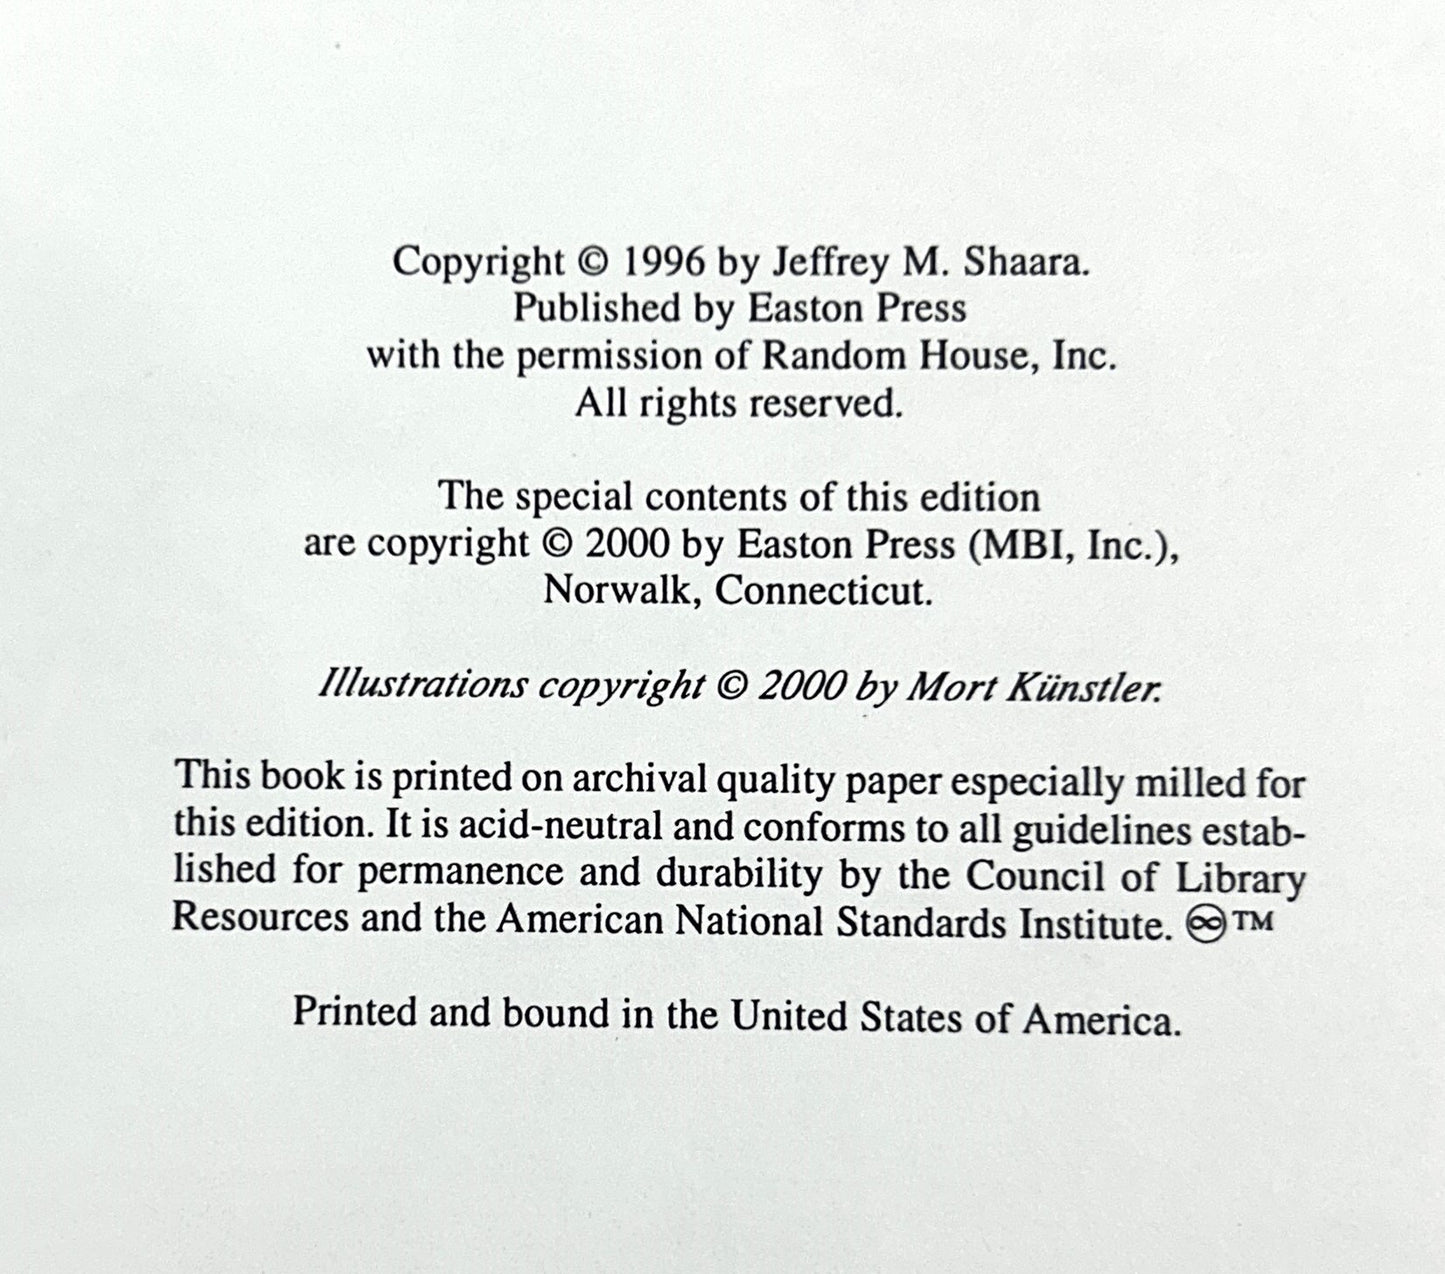 Copyright © 1996 by Jeffrey M. Shaara.
Published by Easton Press
with the permission of Random House, Inc.
All rights reserved.
The special contents of this edition
are copyright © 2000 by Easton Press (MBI, Inc.),
Norwalk, Connecticut.
Illustrations copyright © 2000 by Mort Künstler.
This book is printed on archival quality paper especially milled for
this edition. It is acid-neutral and conforms to all guidelines estab-
lished for permanence and durability by the Council of Library
Resources and the American National Standards Institute. ♾™
Printed and bound in the United States of America.